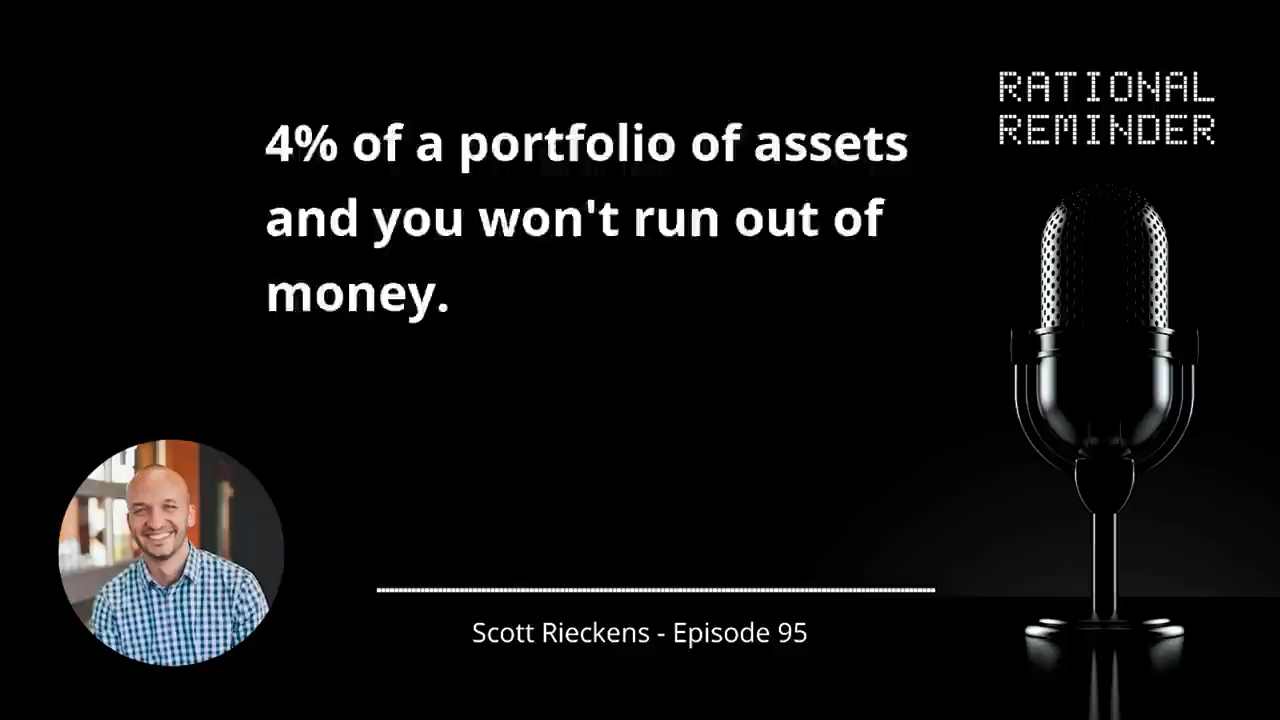 RATIONAL
REMINDER
4% of a portfolio of assets
and you won't run out of
money.
Scott Rieckens - Episode 95